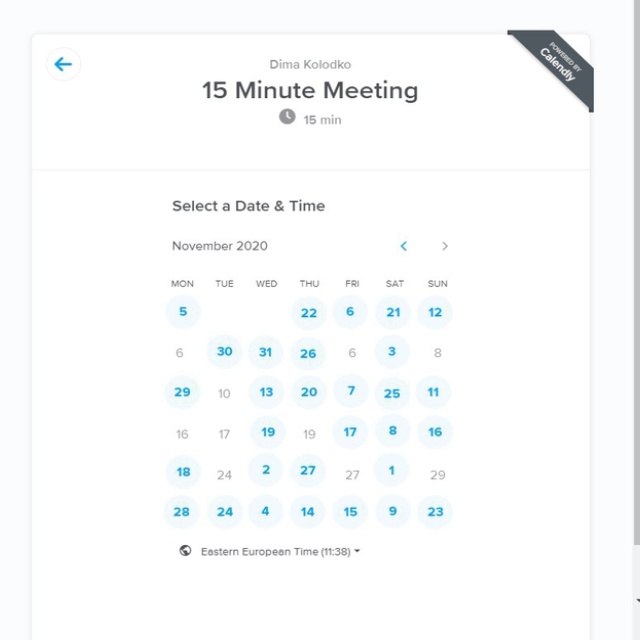 POWERED BY
Calendly
Dima Kolodko
15 Minute Meeting
15 min
Select a Date & Time
November 2020
MON TUE WED THU FRI SAT SUN
5 22 6 21 12
6 30 31 26 6 3 8
29 10 13 20 7 25 11
16 17 19 19 17 8 16
18 24 2 27 27 1 29
28 24 4 14 15 9 23
Eastern European Time (11:38)